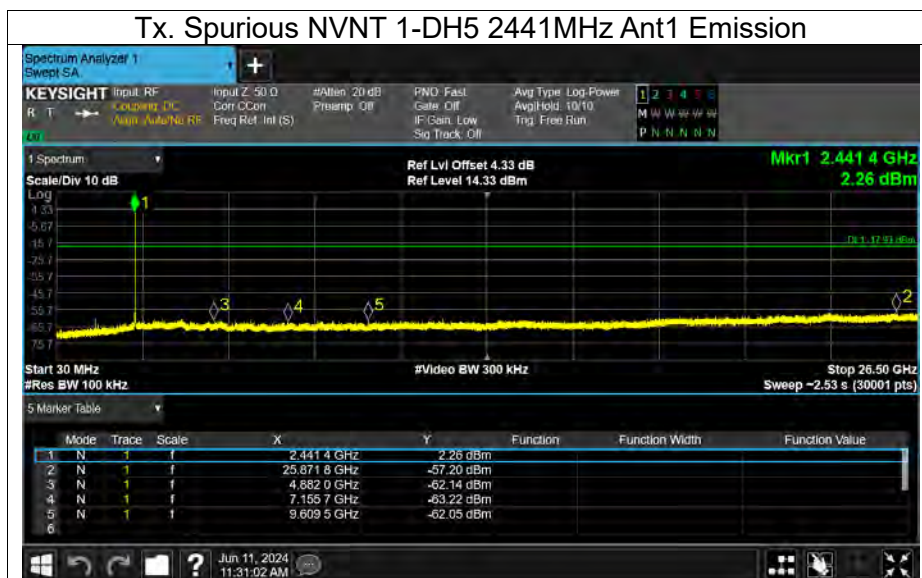 Tx. Spurious NVNT 1-DH5 2441MHz Ant1 Emission
Spectrum Analyzer 1
Swept SA
+
KEYSIGHT Input: RF Input Z: 50 Ω #Atten: 20 dB PNO: Fast Avg Type: Log-Power 1 2 3 4 5 6
R T Coupling: DC Corr CCorr Preamp: Off Gate: Off Avg|Hold: 10/10 M W W W W W
Align: Auto/No RF Freq Ref: Int (S) IF Gain: Low Trig: Free Run
Sig Track: Off P N N N N N
1 Spectrum
Ref Lvl Offset 4.33 dB Mkr1 2.441 4 GHz
Scale/Div 10 dB Ref Level 14.33 dBm 2.26 dBm
Log
4.33
1
-5.67
-15.7
DL1 -17.93 dBm
-25.7
-35.7
-45.7
-55.7
3 4 5 2
-65.7
-75.7
Start 30 MHz #Video BW 300 kHz Stop 26.50 GHz
#Res BW 100 kHz Sweep ~2.53 s (30001 pts)
5 Marker Table
Mode Trace Scale X Y Function Function Width Function Value
1 N 1 f 2.441 4 GHz 2.26 dBm
2 N 1 f 25.871 8 GHz -57.20 dBm
3 N 1 f 4.882 0 GHz -62.14 dBm
4 N 1 f 7.155 7 GHz -63.22 dBm
5 N 1 f 9.609 5 GHz -62.05 dBm
6
? Jun 11, 2024
11:31:02 AM